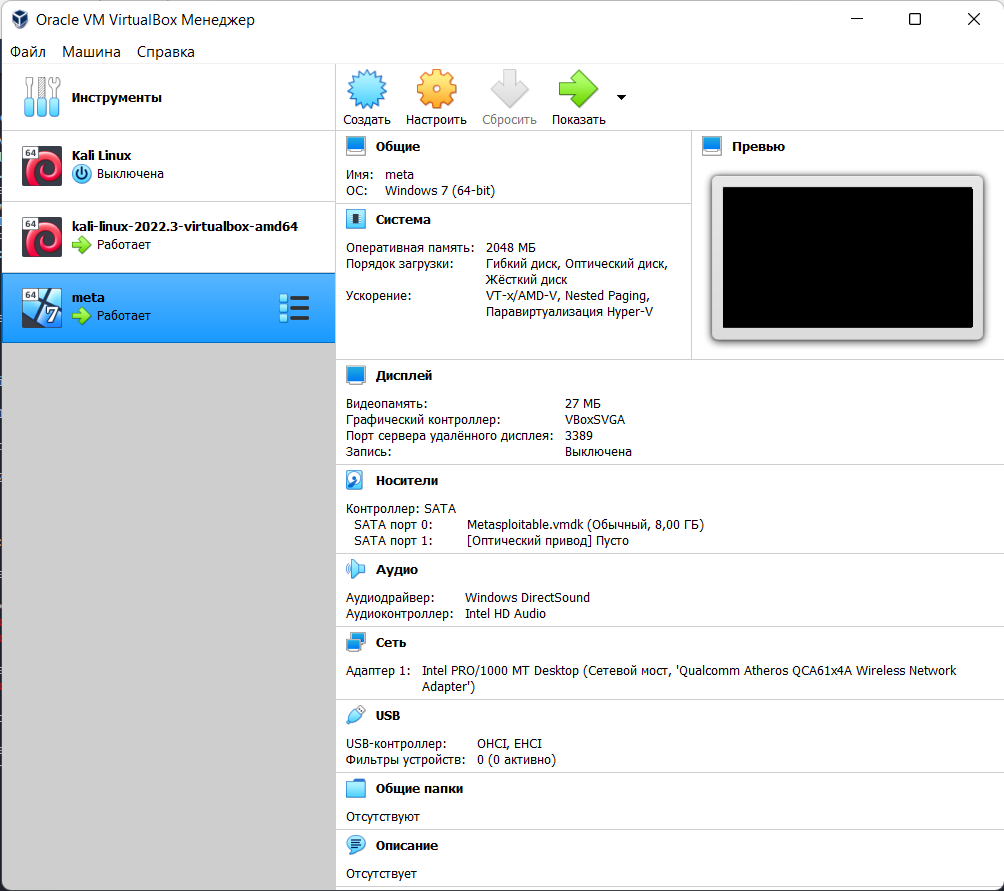 Oracle VM VirtualBox Менеджер
Файл Машина Справка
Инструменты
Создать Настроить Сбросить Показать
64
Kali Linux
Выключена
64
kali-linux-2022.3-virtualbox-amd64
Работает
64
7
meta
Работает
Общие
Имя: meta
ОС: Windows 7 (64-bit)
Система
Оперативная память: 2048 МБ
Порядок загрузки: Гибкий диск, Оптический диск,
Жёсткий диск
Ускорение: VT-x/AMD-V, Nested Paging,
Паравиртуализация Hyper-V
Превью
Дисплей
Видеопамять: 27 МБ
Графический контроллер: VBoxSVGA
Порт сервера удалённого дисплея: 3389
Запись: Выключена
Носители
Контроллер: SATA
SATA порт 0: Metasploitable.vmdk (Обычный, 8,00 ГБ)
SATA порт 1: [Оптический привод] Пусто
Аудио
Аудиодрайвер: Windows DirectSound
Аудиоконтроллер: Intel HD Audio
Сеть
Адаптер 1: Intel PRO/1000 MT Desktop (Сетевой мост, 'Qualcomm Atheros QCA61x4A Wireless Network
Adapter')
USB
USB-контроллер: OHCI, EHCI
Фильтры устройств: 0 (0 активно)
Общие папки
Отсутствуют
Описание
Отсутствует